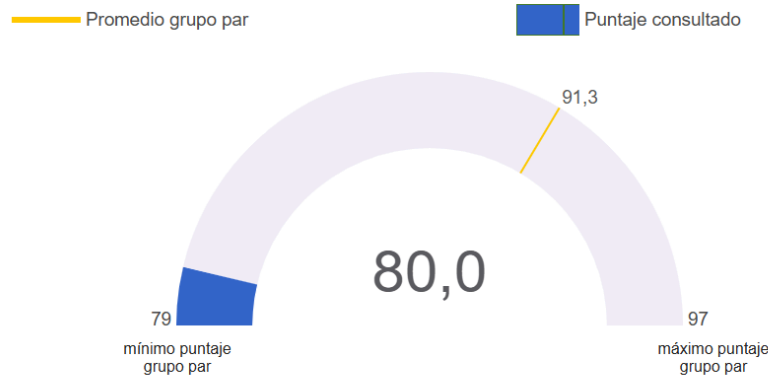 Promedio grupo par
Puntaje consultado
91,3
80,0
79
97
mínimo puntaje
grupo par
máximo puntaje
grupo par